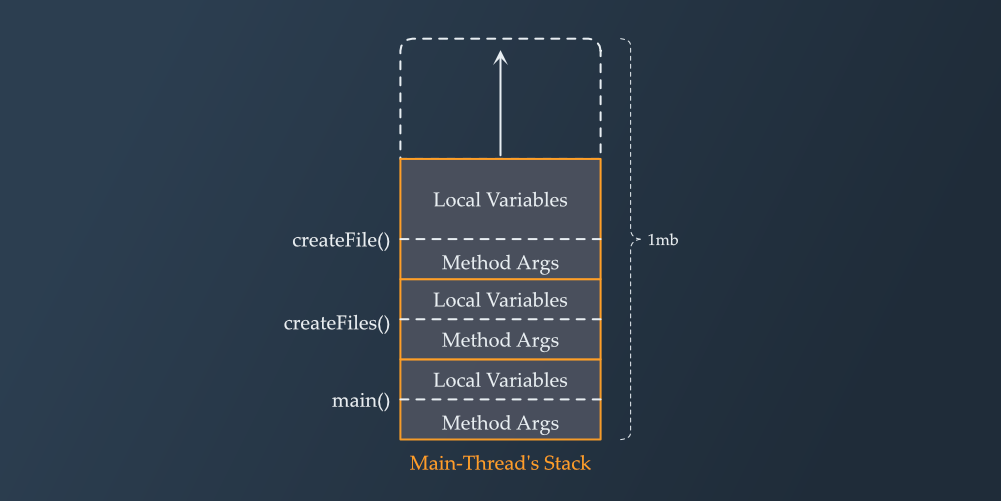 Local Variables
createFile()
1mb
Method Args
Local Variables
createFiles()
Method Args
Local Variables
main()
Method Args
Main-Thread's Stack